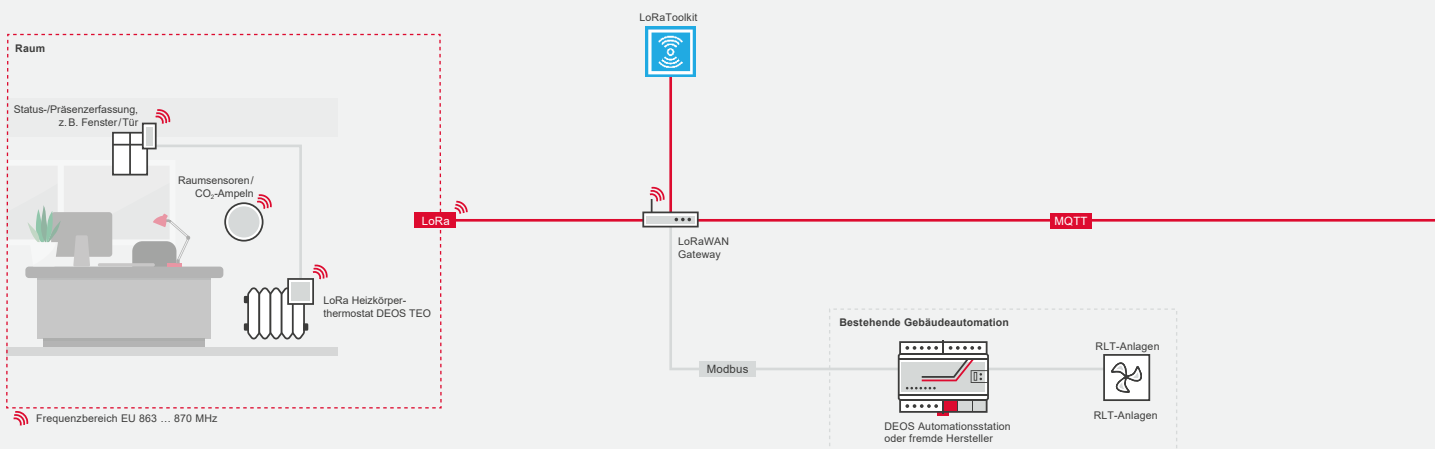 LoRaToolkit
Raum
Status-/Präsenzerfassung,
z. B. Fenster/Tür
Raumsensoren/
CO₂-Ampeln
LoRa
MQTT
LoRaWAN
Gateway
LoRa Heizkörper-
thermostat DEOS TEO
Bestehende Gebäudeautomation
RLT-Anlagen
Modbus
RLT-Anlagen
Frequenzbereich EU 863 ... 870 MHz
DEOS Automationsstation
oder fremde Hersteller